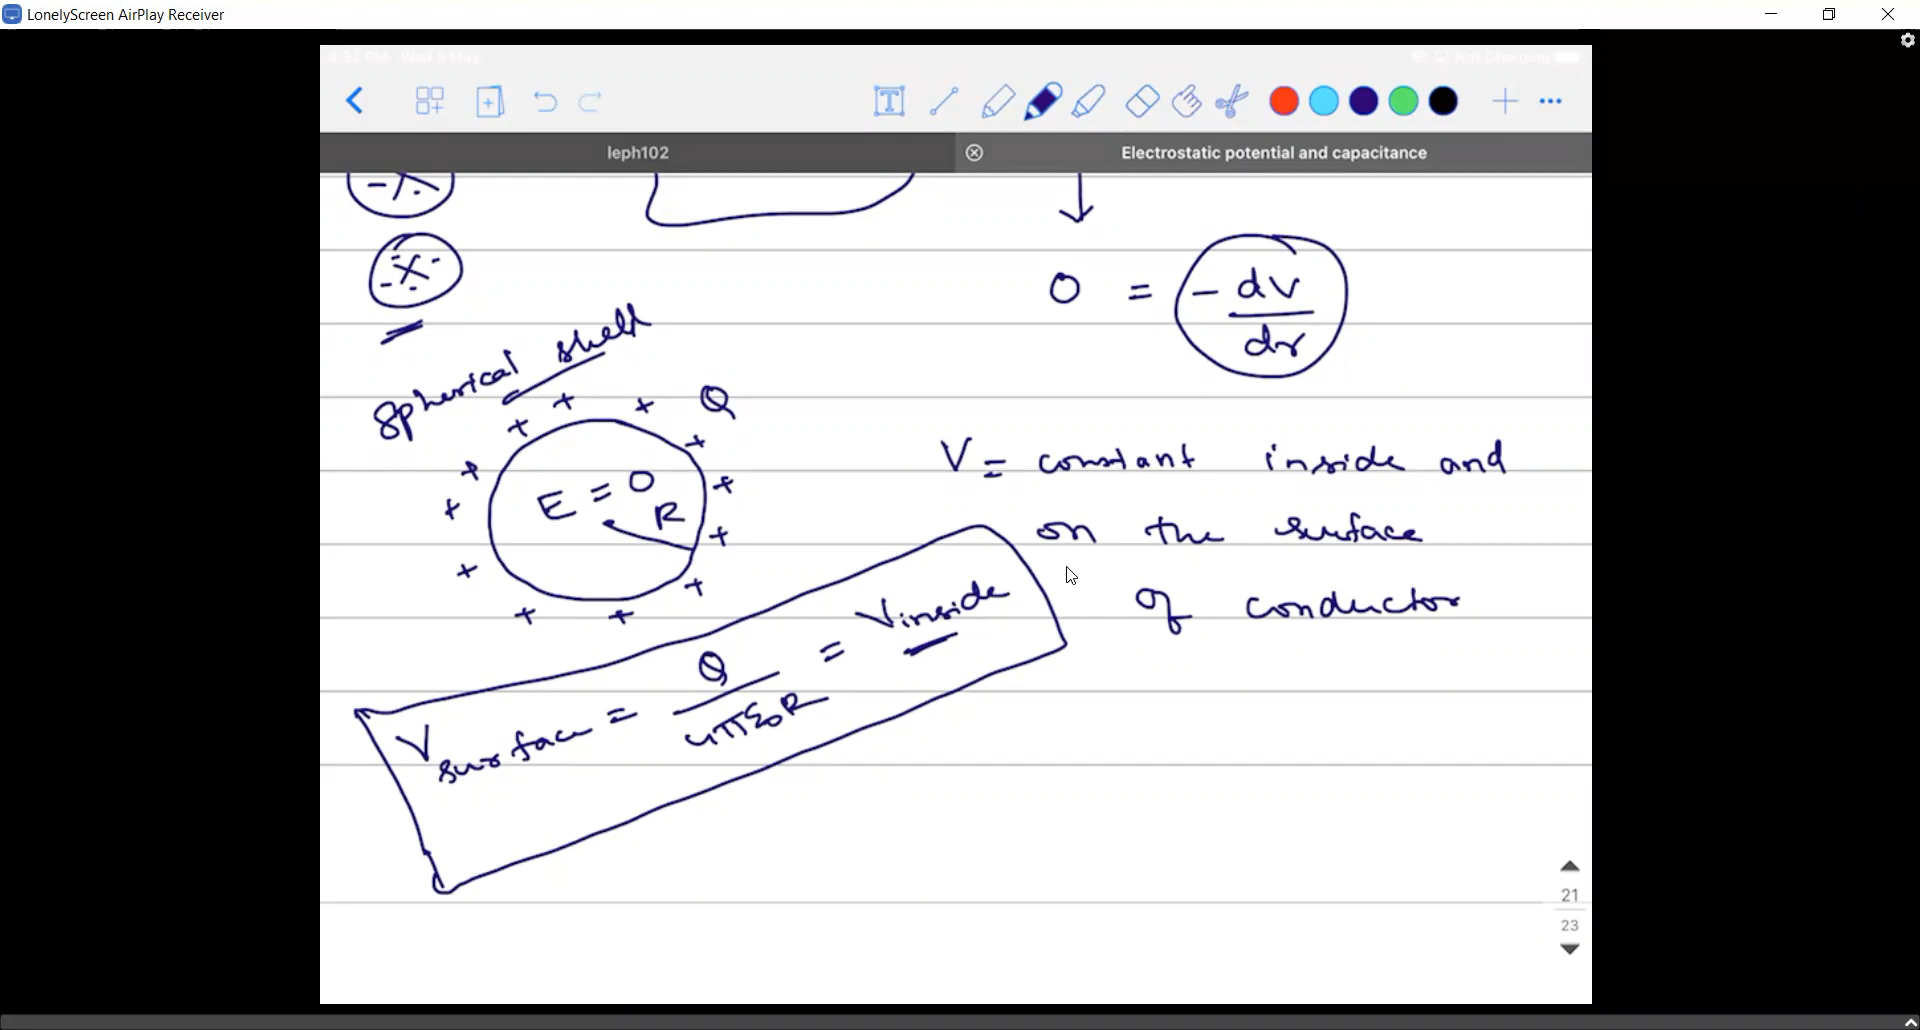 LonelyScreen AirPlay Receiver
leph102
Electrostatic potential and capacitance
0 = - dV
dr
Spherical shell
+ + + Q
+ + +
E = 0
R
V = constant inside and
on the surface
of conductor
V surface = Q / 4πε0R = V inside
21
23